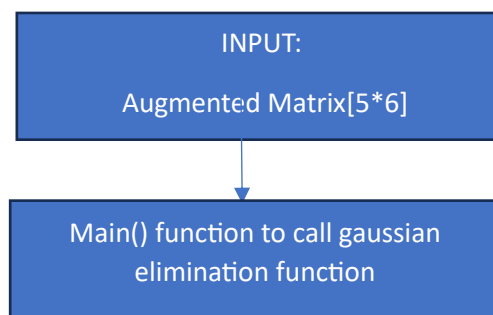 INPUT:
Augmented Matrix[5*6]
Main() function to call gaussian
elimination function